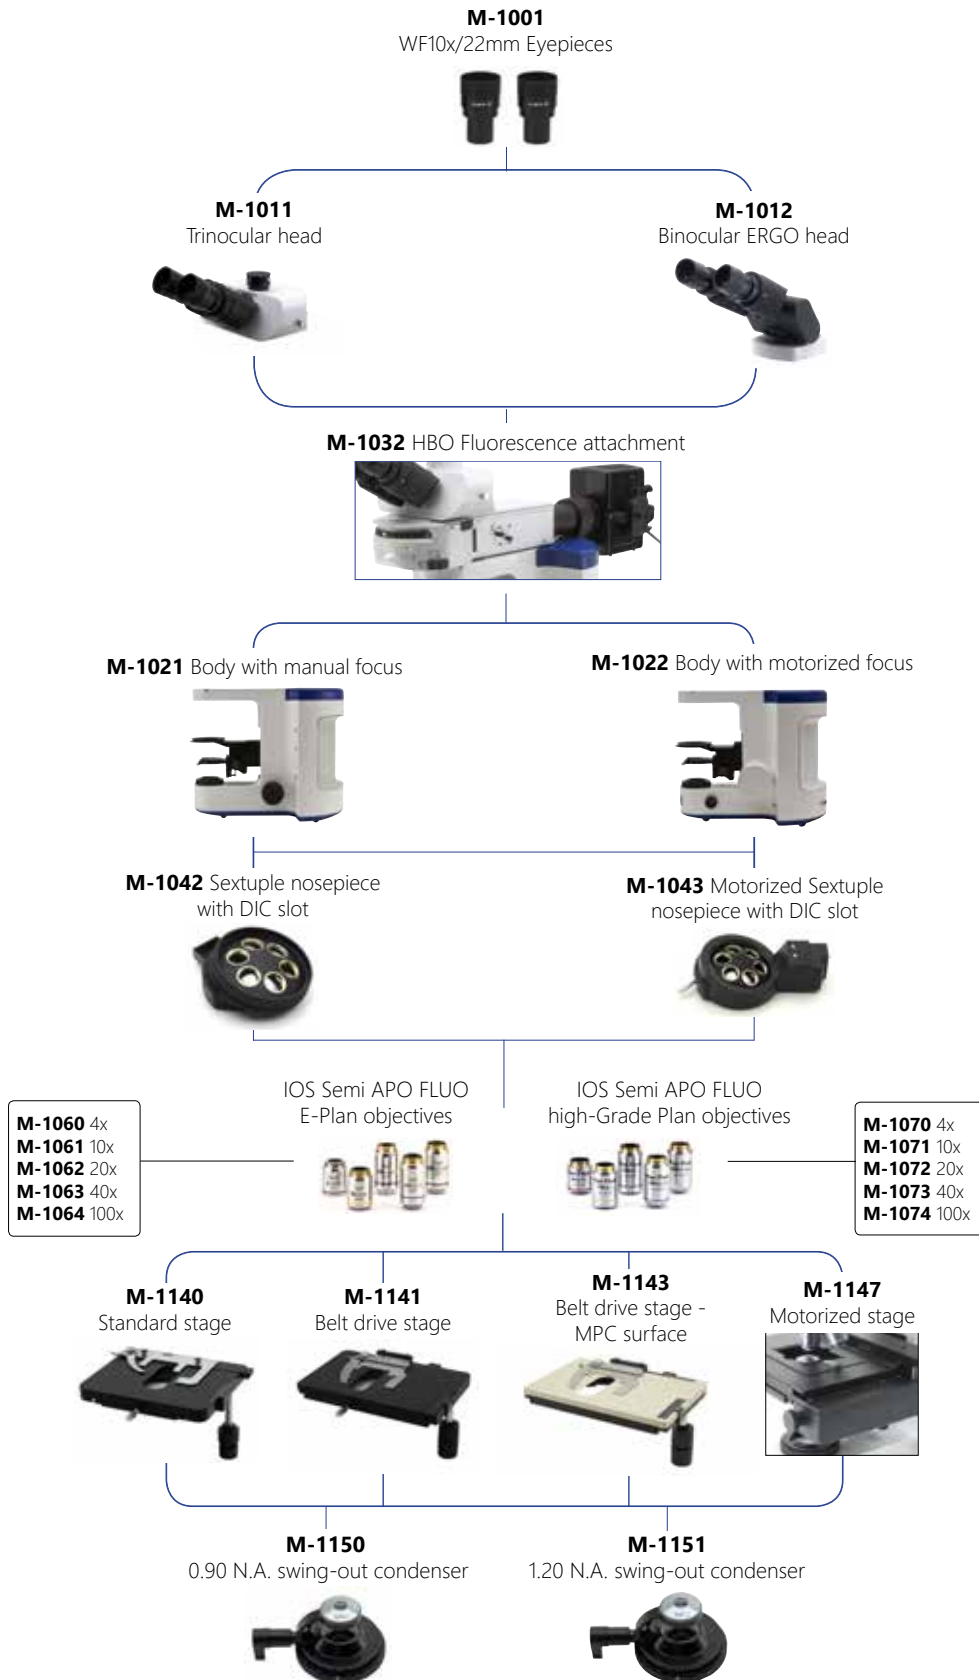 M-1001
WF10x/22mm Eyepieces
M-1011
Trinocular head
M-1012
Binocular ERGO head
M-1032 HBO Fluorescence attachment
M-1021 Body with manual focus
M-1022 Body with motorized focus
M-1042 Sextuple nosepiece
with DIC slot
M-1043 Motorized Sextuple
nosepiece with DIC slot
IOS Semi APO FLUO
E-Plan objectives
IOS Semi APO FLUO
high-Grade Plan objectives
M-1060 4x
M-1061 10x
M-1062 20x
M-1063 40x
M-1064 100x
M-1070 4x
M-1071 10x
M-1072 20x
M-1073 40x
M-1074 100x
M-1140
Standard stage
M-1141
Belt drive stage
M-1143
Belt drive stage -
MPC surface
M-1147
Motorized stage
M-1150
0.90 N.A. swing-out condenser
M-1151
1.20 N.A. swing-out condenser